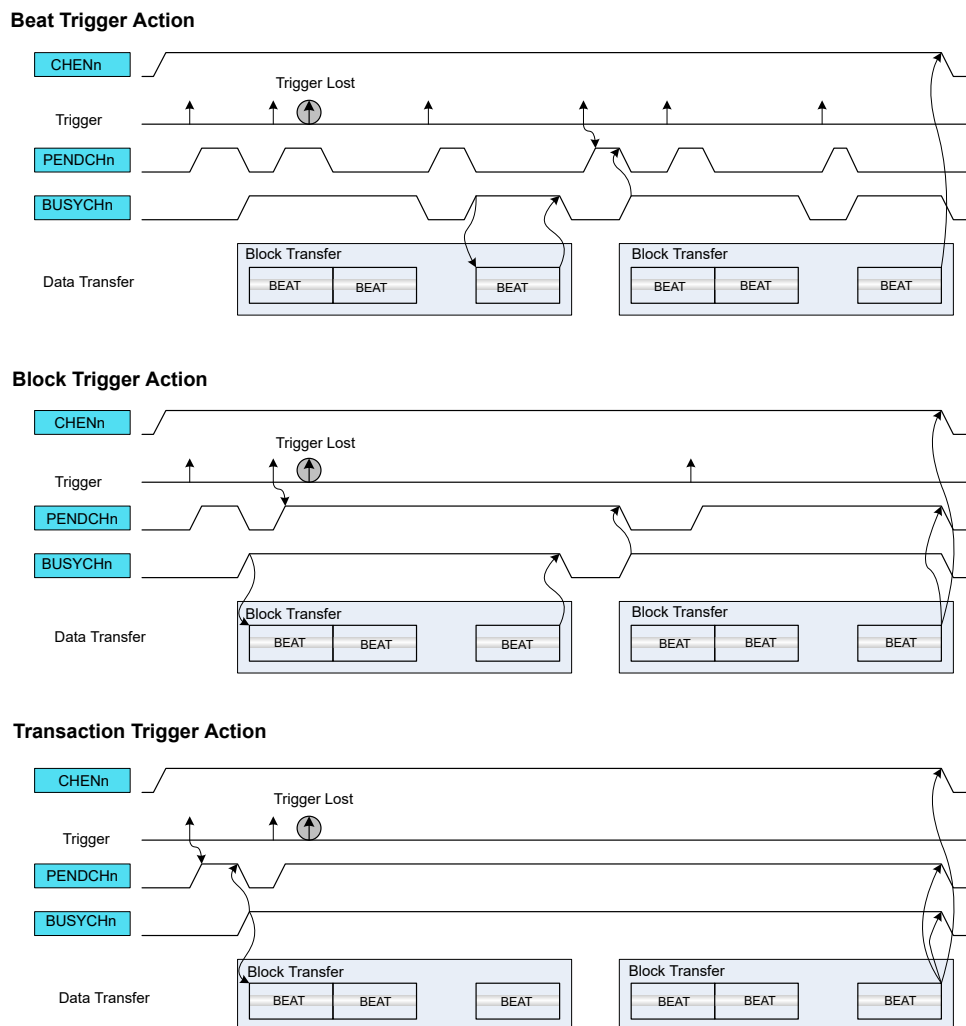 Beat Trigger Action
CHENn
Trigger Lost
Trigger
PENDCHn
BUSYCHn
Block Transfer
Block Transfer
Data Transfer
BEAT
BEAT
BEAT
BEAT
BEAT
BEAT
Block Trigger Action
CHENn
Trigger Lost
Trigger
PENDCHn
BUSYCHn
Block Transfer
Block Transfer
Data Transfer
BEAT
BEAT
BEAT
BEAT
BEAT
BEAT
Transaction Trigger Action
CHENn
Trigger Lost
Trigger
PENDCHn
BUSYCHn
Block Transfer
Block Transfer
Data Transfer
BEAT
BEAT
BEAT
BEAT
BEAT
BEAT